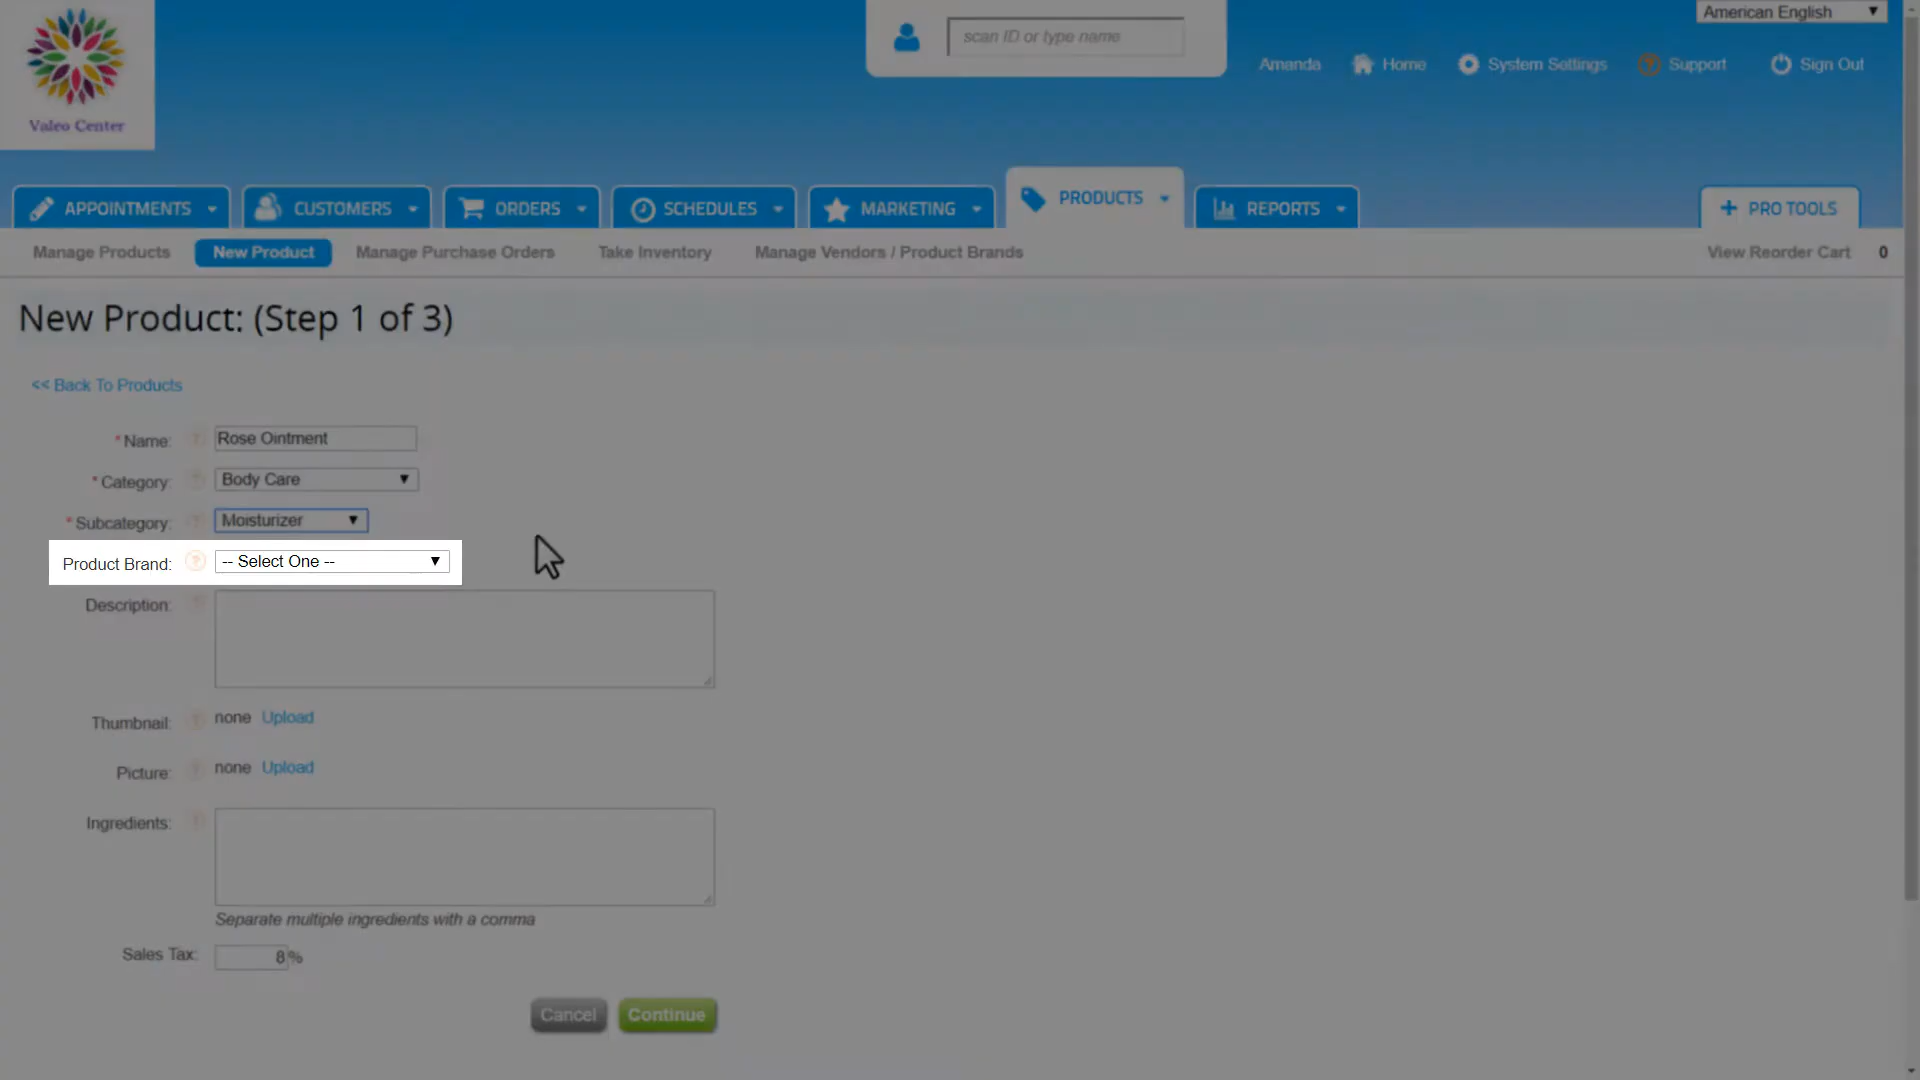 American English
scan ID or type name
Amanda Home System Settings Support Sign Out
Valeo Center
APPOINTMENTS CUSTOMERS ORDERS SCHEDULES MARKETING PRODUCTS REPORTS + PRO TOOLS
Manage Products New Product Manage Purchase Orders Take Inventory Manage Vendors / Product Brands View Reorder Cart 0
New Product: (Step 1 of 3)
<< Back To Products
*Name: ? Rose Ointment
*Category: ? Body Care
*Subcategory: ? Moisturizer
Product Brand: ? -- Select One --
Description: ?
Thumbnail: ? none Upload
Picture: ? none Upload
Ingredients: ?
Separate multiple ingredients with a comma
Sales Tax: 8%
Cancel Continue